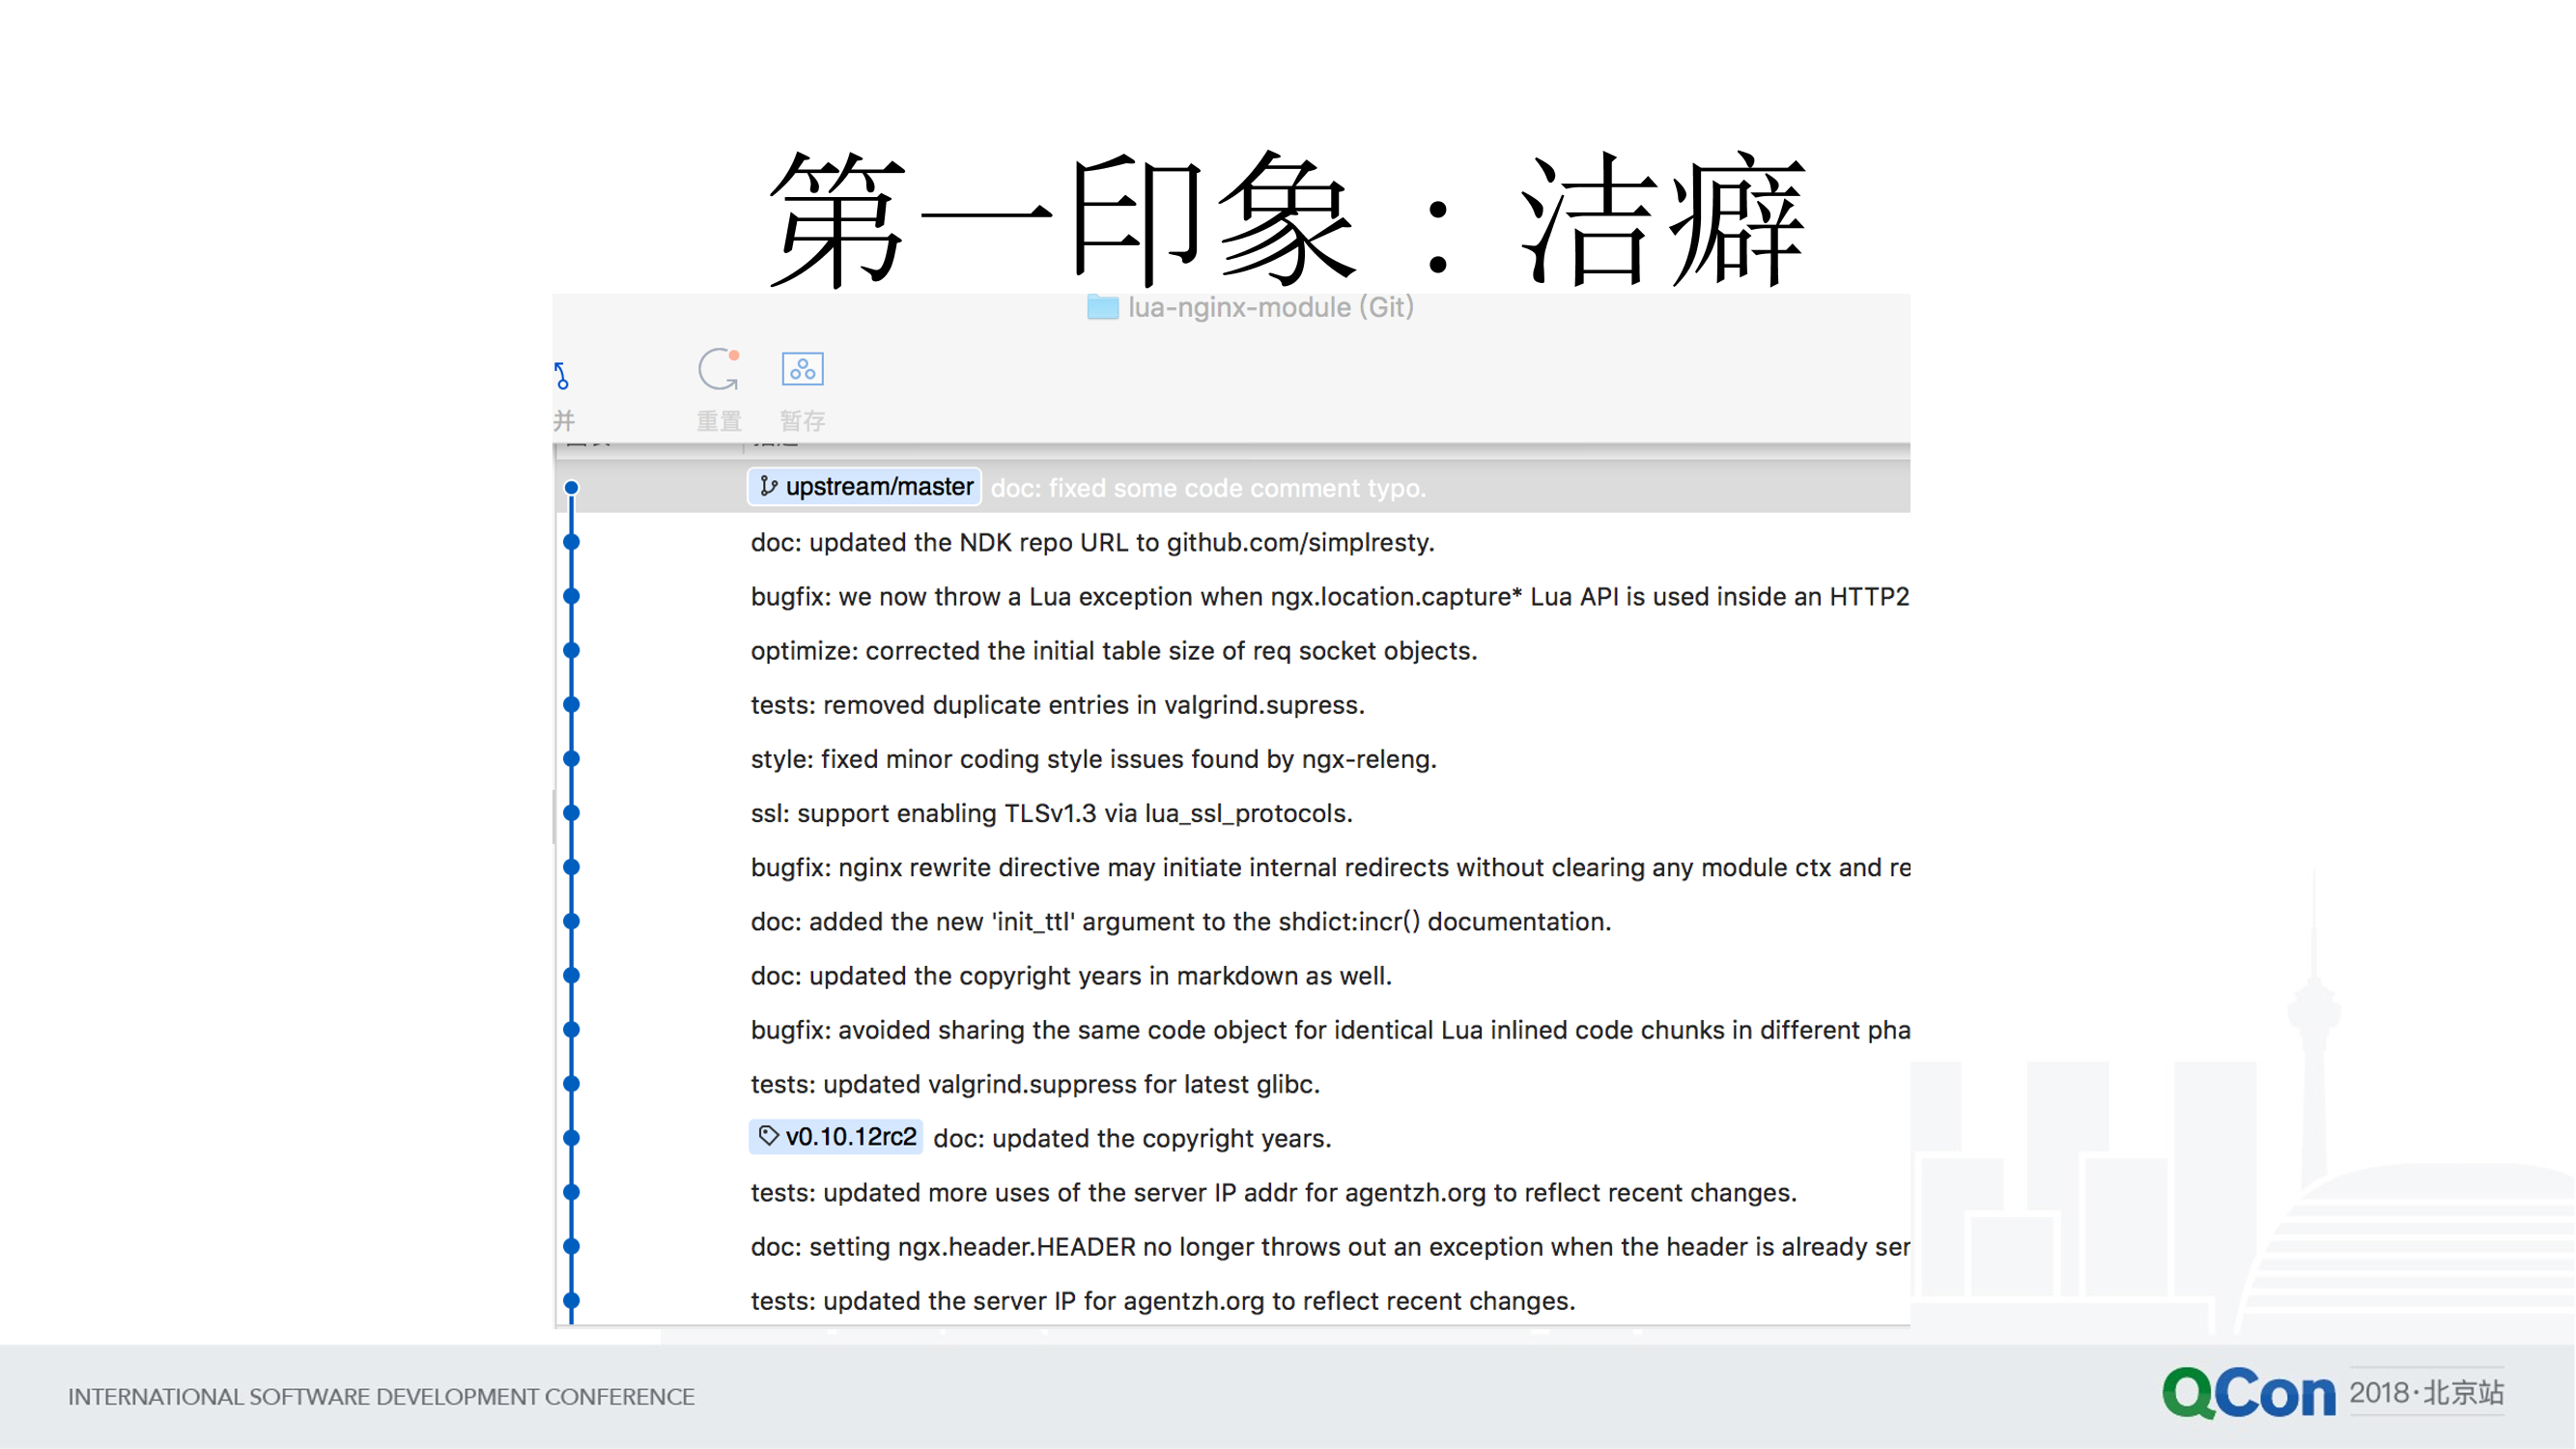 第一印象：洁癖
lua-nginx-module (Git)
并 重置 暂存
upstream/master doc: fixed some code comment typo.
doc: updated the NDK repo URL to github.com/simplresty.
bugfix: we now throw a Lua exception when ngx.location.capture* Lua API is used inside an HTTP2
optimize: corrected the initial table size of req socket objects.
tests: removed duplicate entries in valgrind.supress.
style: fixed minor coding style issues found by ngx-releng.
ssl: support enabling TLSv1.3 via lua_ssl_protocols.
bugfix: nginx rewrite directive may initiate internal redirects without clearing any module ctx and re
doc: added the new 'init_ttl' argument to the shdict:incr() documentation.
doc: updated the copyright years in markdown as well.
bugfix: avoided sharing the same code object for identical Lua inlined code chunks in different pha
tests: updated valgrind.suppress for latest glibc.
v0.10.12rc2 doc: updated the copyright years.
tests: updated more uses of the server IP addr for agentzh.org to reflect recent changes.
doc: setting ngx.header.HEADER no longer throws out an exception when the header is already ser
tests: updated the server IP for agentzh.org to reflect recent changes.
INTERNATIONAL SOFTWARE DEVELOPMENT CONFERENCE
QCon 2018·北京站